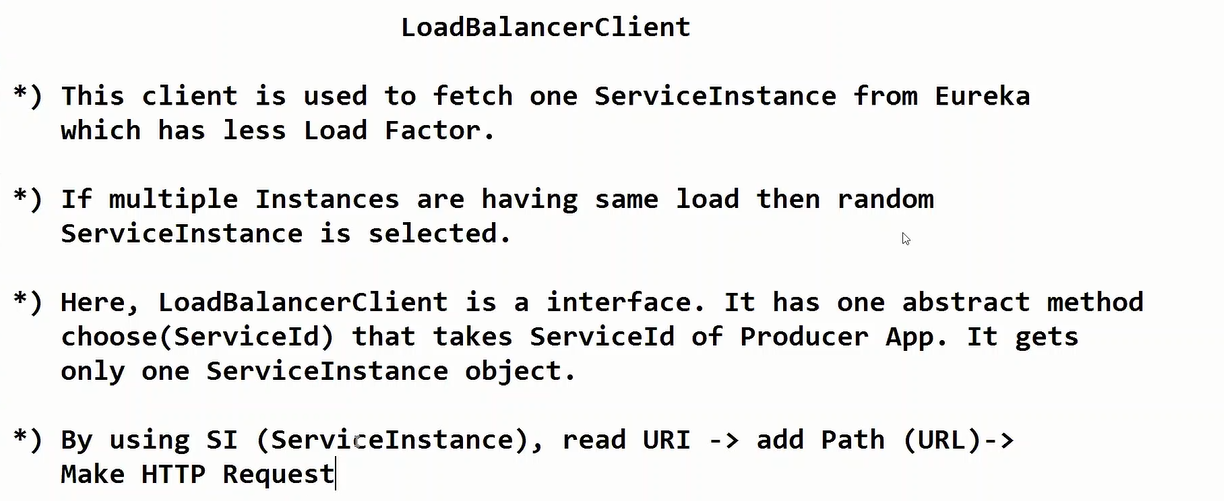 LoadBalancerClient
*) This client is used to fetch one ServiceInstance from Eureka
which has less Load Factor.
*) If multiple Instances are having same load then random
ServiceInstance is selected.
*) Here, LoadBalancerClient is a interface. It has one abstract method
choose(ServiceId) that takes ServiceId of Producer App. It gets
only one ServiceInstance object.
*) By using SI (ServiceInstance), read URI -> add Path (URL)->
Make HTTP Request